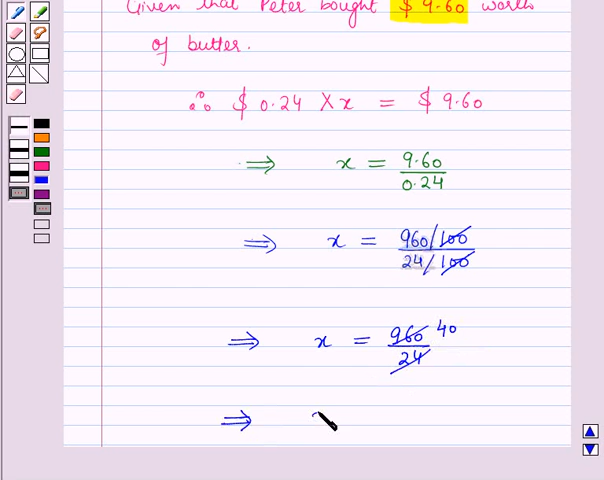 Given that Peter bought $ 9.60 worth
of butter.
∴ $ 0.24 × x = $ 9.60
⇒ x = 9.60 / 0.24
⇒ x = 960/100 / 24/100
⇒ x = 960 / 24 40
⇒